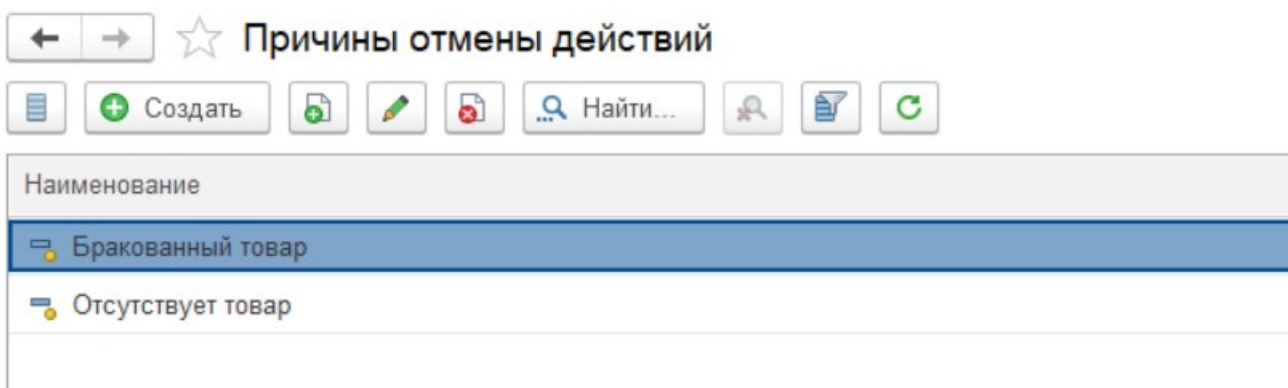 Причины отмены действий
Создать Найти...
Наименование
Бракованный товар
Отсутствует товар